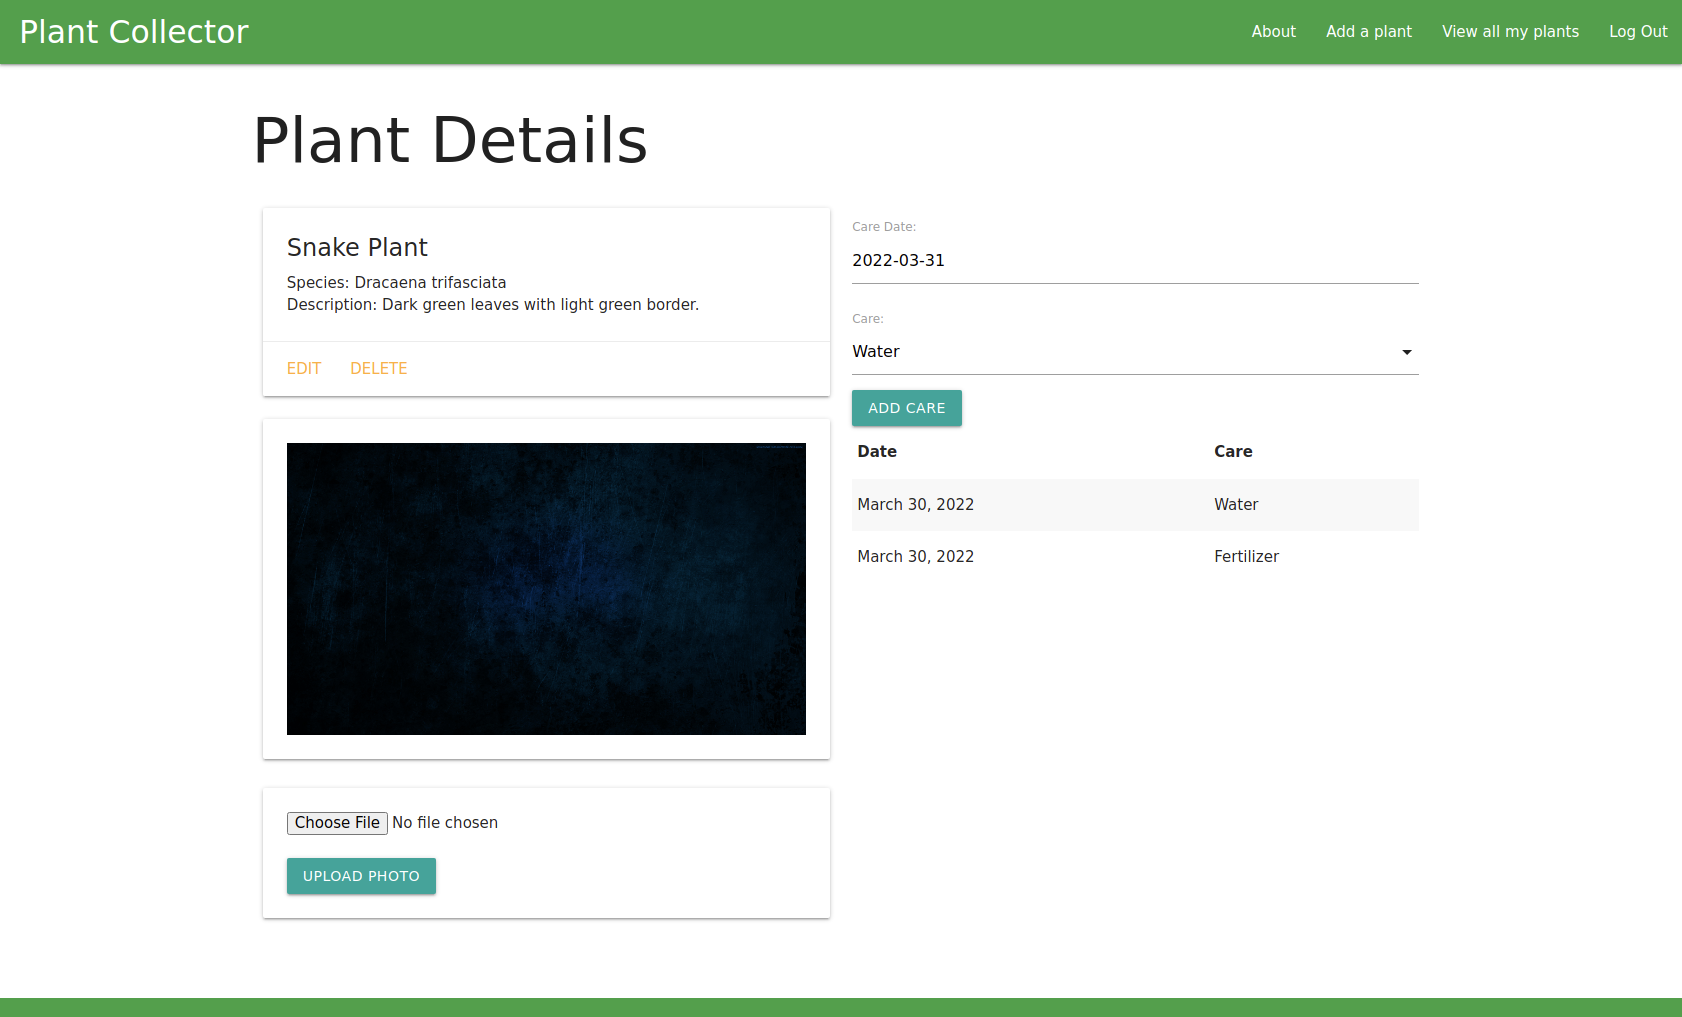 Plant Collector
About
Add a plant
View all my plants
Log Out
Plant Details
Snake Plant
Species: Dracaena trifasciata
Description: Dark green leaves with light green border.
EDIT
DELETE
Choose File No file chosen
UPLOAD PHOTO
Care Date:
2022-03-31
Care:
Water
ADD CARE
Date Care
March 30, 2022 Water
March 30, 2022 Fertilizer